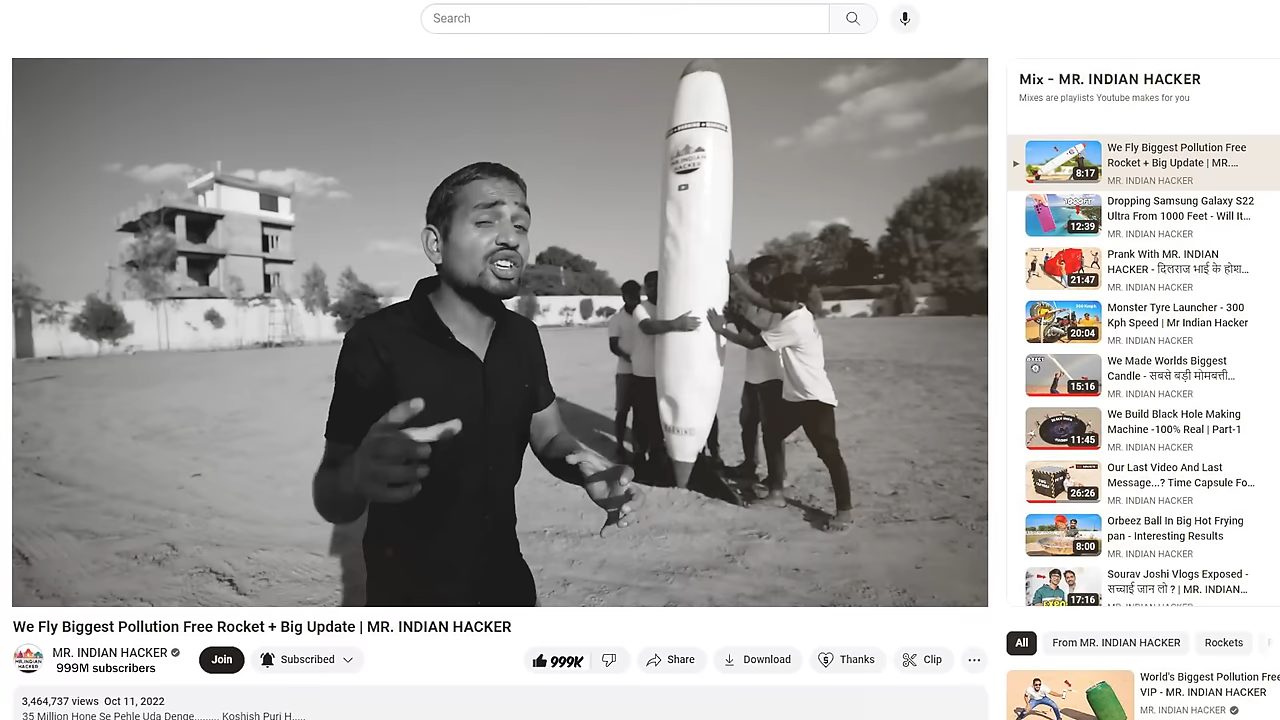 Search
MR. INDIAN
HACKER
We Fly Biggest Pollution Free Rocket + Big Update | MR. INDIAN HACKER
MR. INDIAN HACKER
999M subscribers
Join
Subscribed
999K
Share
Download
Thanks
Clip
3,464,737 views Oct 11, 2022
35 Million Hone Se Pehle Uda Denge......... Koshish Puri H.....
Mix - MR. INDIAN HACKER
Mixes are playlists Youtube makes for you
We Fly Biggest Pollution Free
Rocket + Big Update | MR....
MR. INDIAN HACKER
8:17
Dropping Samsung Galaxy S22
Ultra From 1000 Feet - Will It...
MR. INDIAN HACKER
12:39
Prank With MR. INDIAN
HACKER - दिलराज भाई के होश...
MR. INDIAN HACKER
21:47
Monster Tyre Launcher - 300
Kph Speed | Mr Indian Hacker
MR. INDIAN HACKER
20:04
We Made Worlds Biggest
Candle - सबसे बड़ी मोमबत्ती...
MR. INDIAN HACKER
15:16
We Build Black Hole Making
Machine -100% Real | Part-1
MR. INDIAN HACKER
11:45
Our Last Video And Last
Message...? Time Capsule Fo...
MR. INDIAN HACKER
26:26
Orbeez Ball In Big Hot Frying
pan - Interesting Results
MR. INDIAN HACKER
8:00
Sourav Joshi Vlogs Exposed -
सच्चाई जान लो ? | MR. INDIAN...
17:16
All
From MR. INDIAN HACKER
Rockets
World's Biggest Pollution Free
VIP - MR. INDIAN HACKER
MR. INDIAN HACKER